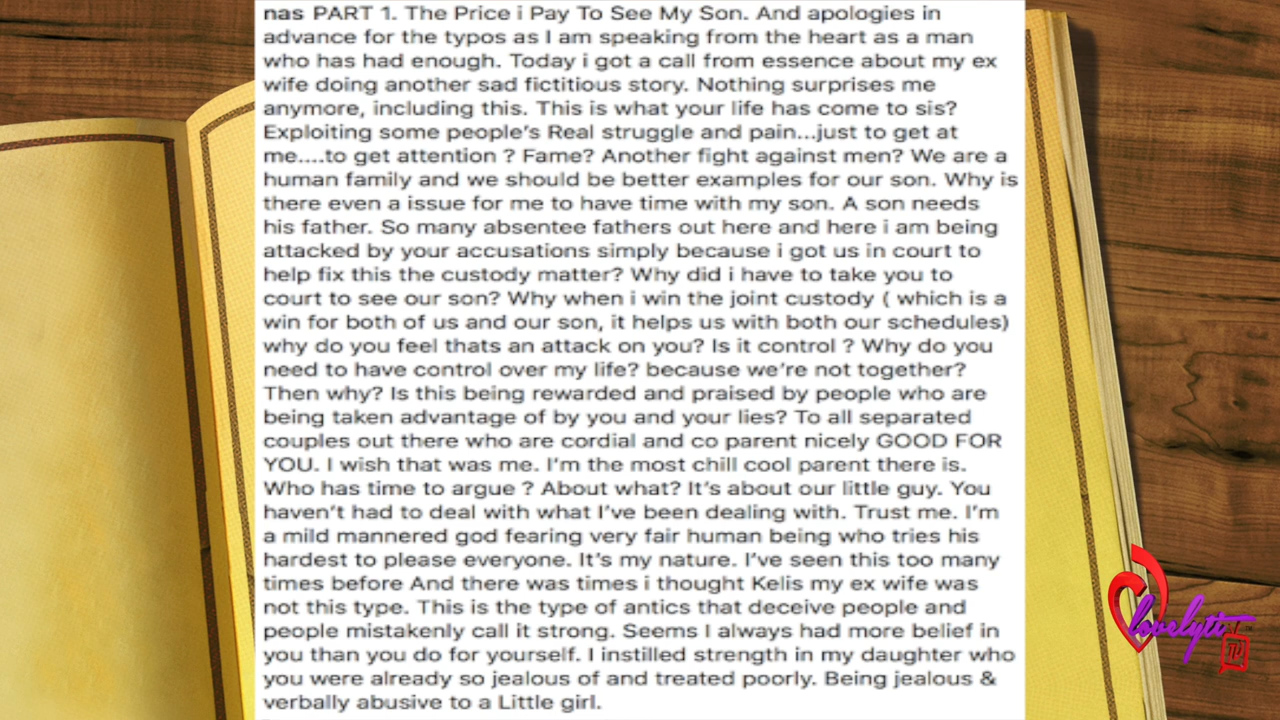 nas PART 1. The Price i Pay To See My Son. And apologies in
advance for the typos as I am speaking from the heart as a man
who has had enough. Today i got a call from essence about my ex
wife doing another sad fictitious story. Nothing surprises me
anymore, including this. This is what your life has come to sis?
Exploiting some people's Real struggle and pain...just to get at
me....to get attention ? Fame? Another fight against men? We are a
human family and we should be better examples for our son. Why is
there even a issue for me to have time with my son. A son needs
his father. So many absentee fathers out here and here i am being
attacked by your accusations simply because i got us in court to
help fix this the custody matter? Why did i have to take you to
court to see our son? Why when i win the joint custody ( which is a
win for both of us and our son, it helps us with both our schedules)
why do you feel thats an attack on you? Is it control ? Why do you
need to have control over my life? because we're not together?
Then why? Is this being rewarded and praised by people who are
being taken advantage of by you and your lies? To all separated
couples out there who are cordial and co parent nicely GOOD FOR
YOU. I wish that was me. I'm the most chill cool parent there is.
Who has time to argue ? About what? It's about our little guy. You
haven't had to deal with what I've been dealing with. Trust me. I'm
a mild mannered god fearing very fair human being who tries his
hardest to please everyone. It's my nature. I've seen this too many
times before And there was times i thought Kelis my ex wife was
not this type. This is the type of antics that deceive people and
people mistakenly call it strong. Seems I always had more belief in
you than you do for yourself. I instilled strength in my daughter who
you were already so jealous of and treated poorly. Being jealous &
verbally abusive to a Little girl.
lovelyti